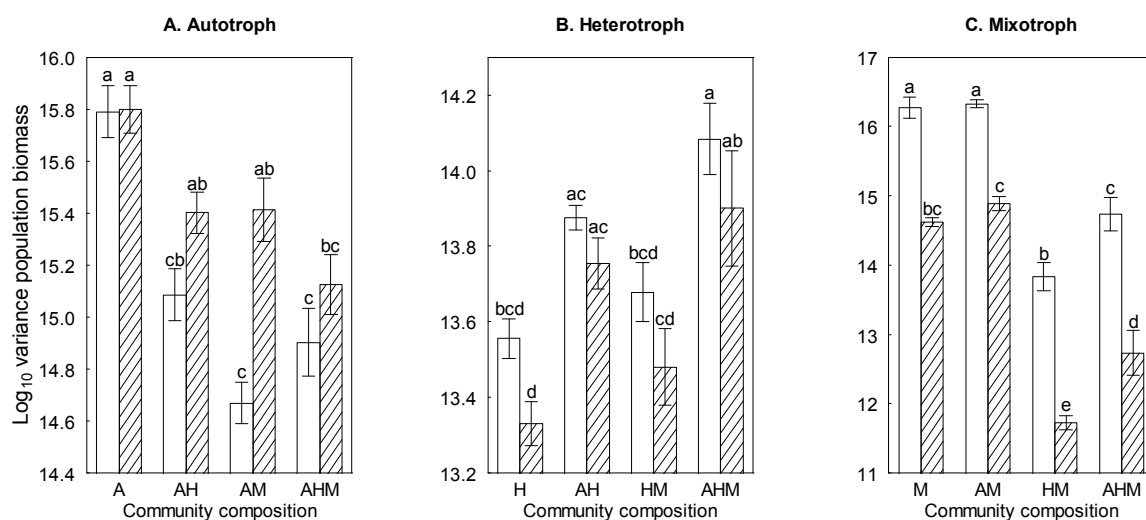 A. Autotroph
B. Heterotroph
C. Mixotroph
Log10 variance population biomass
16.0
15.8
15.6
15.4
15.2
15.0
14.8
14.6
14.4
a a
cb ab
c ab
c bc
A AH AM AHM
Community composition
14.2
14.0
13.8
13.6
13.4
13.2
bcd d
ac ac
bcd cd
a ab
H AH HM AHM
Community composition
17
16
15
14
13
12
11
a bc
a c
b e
c d
M AM HM AHM
Community composition